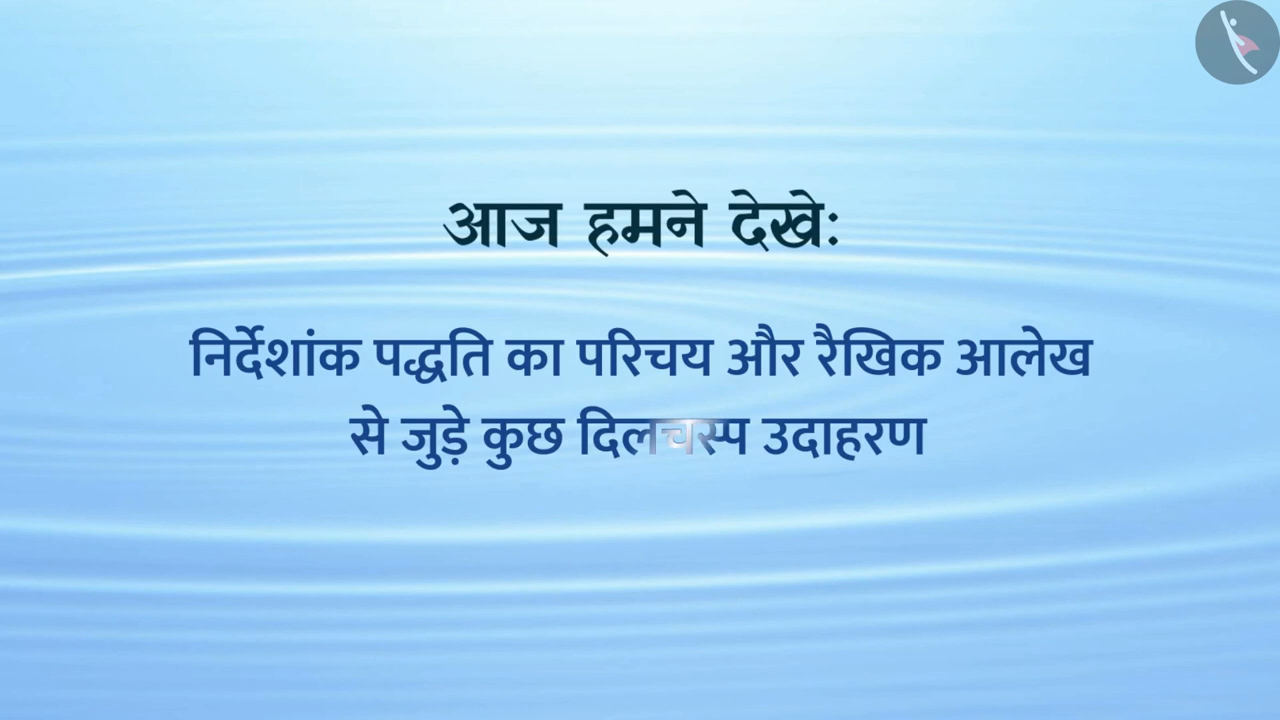 आज हमने देखे:
निर्देशांक पद्धति का परिचय और रैखिक आलेख
से जुड़े कुछ दिलचस्प उदाहरण